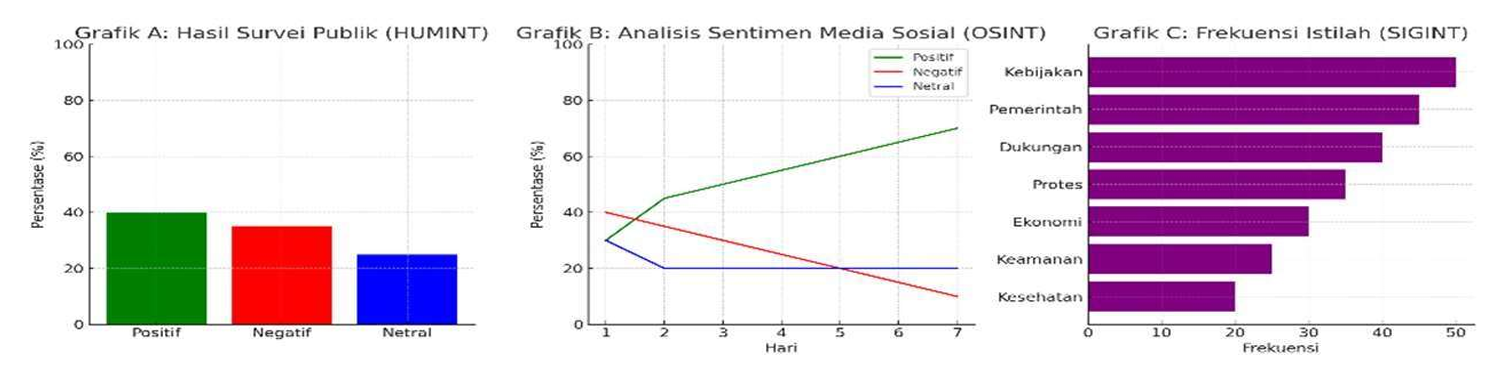 Grafik A: Hasil Survei Publik (HUMINT)
100
80
60
40
20
0
Persentase (%)
Positif
Negatif
Netral
Grafik B: Analisis Sentimen Media Sosial (OSINT)
100
80
60
40
20
0
Persentase (%)
Positif
Negatif
Netral
1 2 3 4 5 6 7
Hari
Grafik C: Frekuensi Istilah (SIGINT)
Kebijakan
Pemerintah
Dukungan
Protes
Ekonomi
Keamanan
Kesehatan
0 10 20 30 40 50
Frekuensi